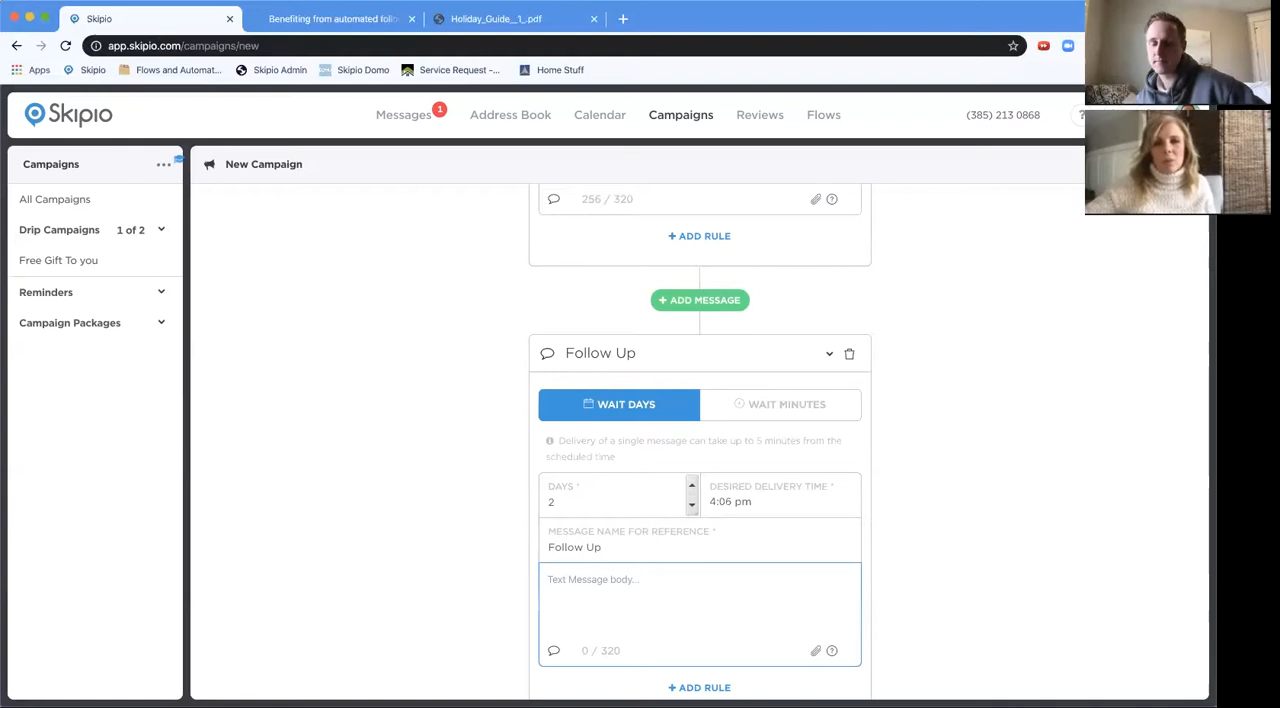 Skipio
Benefiting from automated follo
Holiday_Guide__1_.pdf
app.skipio.com/campaigns/new
Apps
Skipio
Flows and Automat...
Skipio Admin
Skipio Domo
Service Request -...
Home Stuff
Skipio
Messages 1
Address Book
Calendar
Campaigns
Reviews
Flows
(385) 213 0868
?
Campaigns
New Campaign
All Campaigns
Drip Campaigns 1 of 2
Free Gift To you
Reminders
Campaign Packages
256 / 320
+ ADD RULE
+ ADD MESSAGE
Follow Up
WAIT DAYS
WAIT MINUTES
Delivery of a single message can take up to 5 minutes from the
scheduled time
DAYS *
2
DESIRED DELIVERY TIME *
4:06 pm
MESSAGE NAME FOR REFERENCE *
Follow Up
Text Message body...
0 / 320
+ ADD RULE